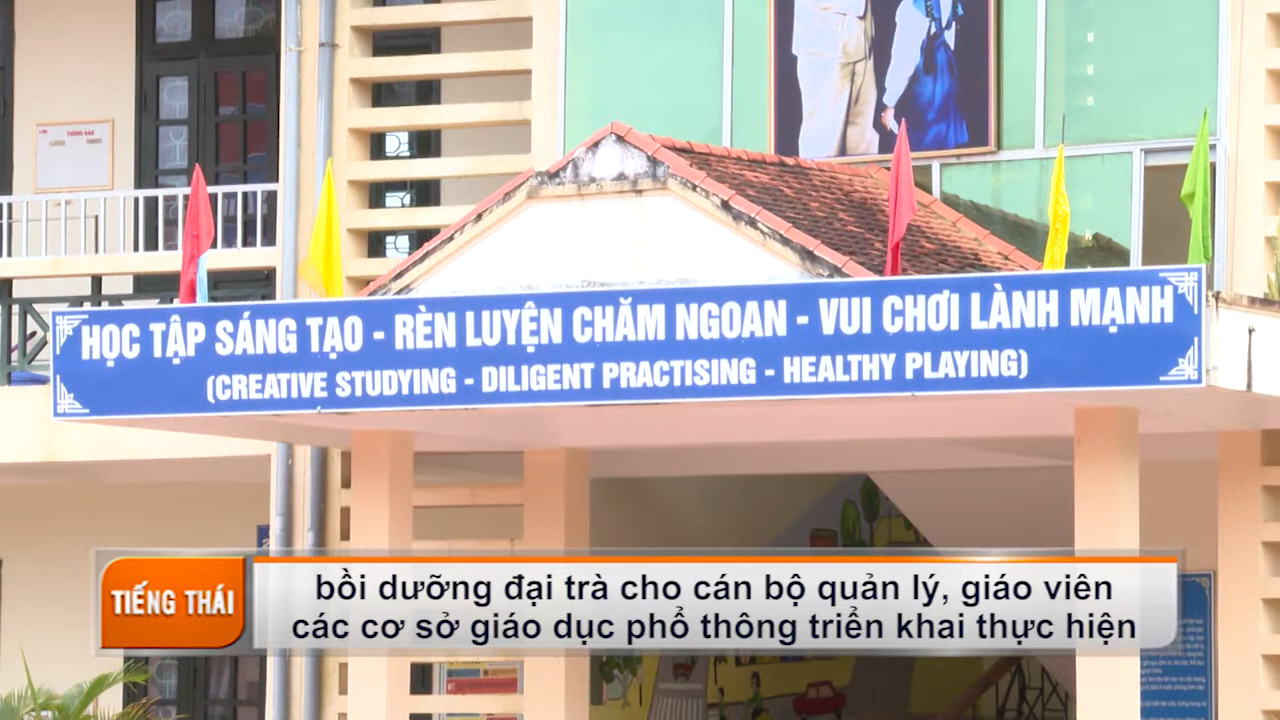 THÔNG BÁO
HỌC TẬP SÁNG TẠO - RÈN LUYỆN CHĂM NGOAN - VUI CHƠI LÀNH MẠNH
(CREATIVE STUDYING - DILIGENT PRACTISING - HEALTHY PLAYING)
TIẾNG THÁI
bồi dưỡng đại trà cho cán bộ quản lý, giáo viên
các cơ sở giáo dục phổ thông triển khai thực hiện